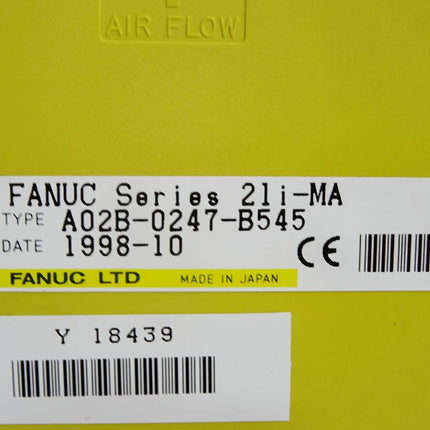 AIR FLOW
FANUC Series 21i-MA
TYPE A02B-0247-B545
DATE 1998-10
CE
FANUC LTD MADE IN JAPAN
Y 18439